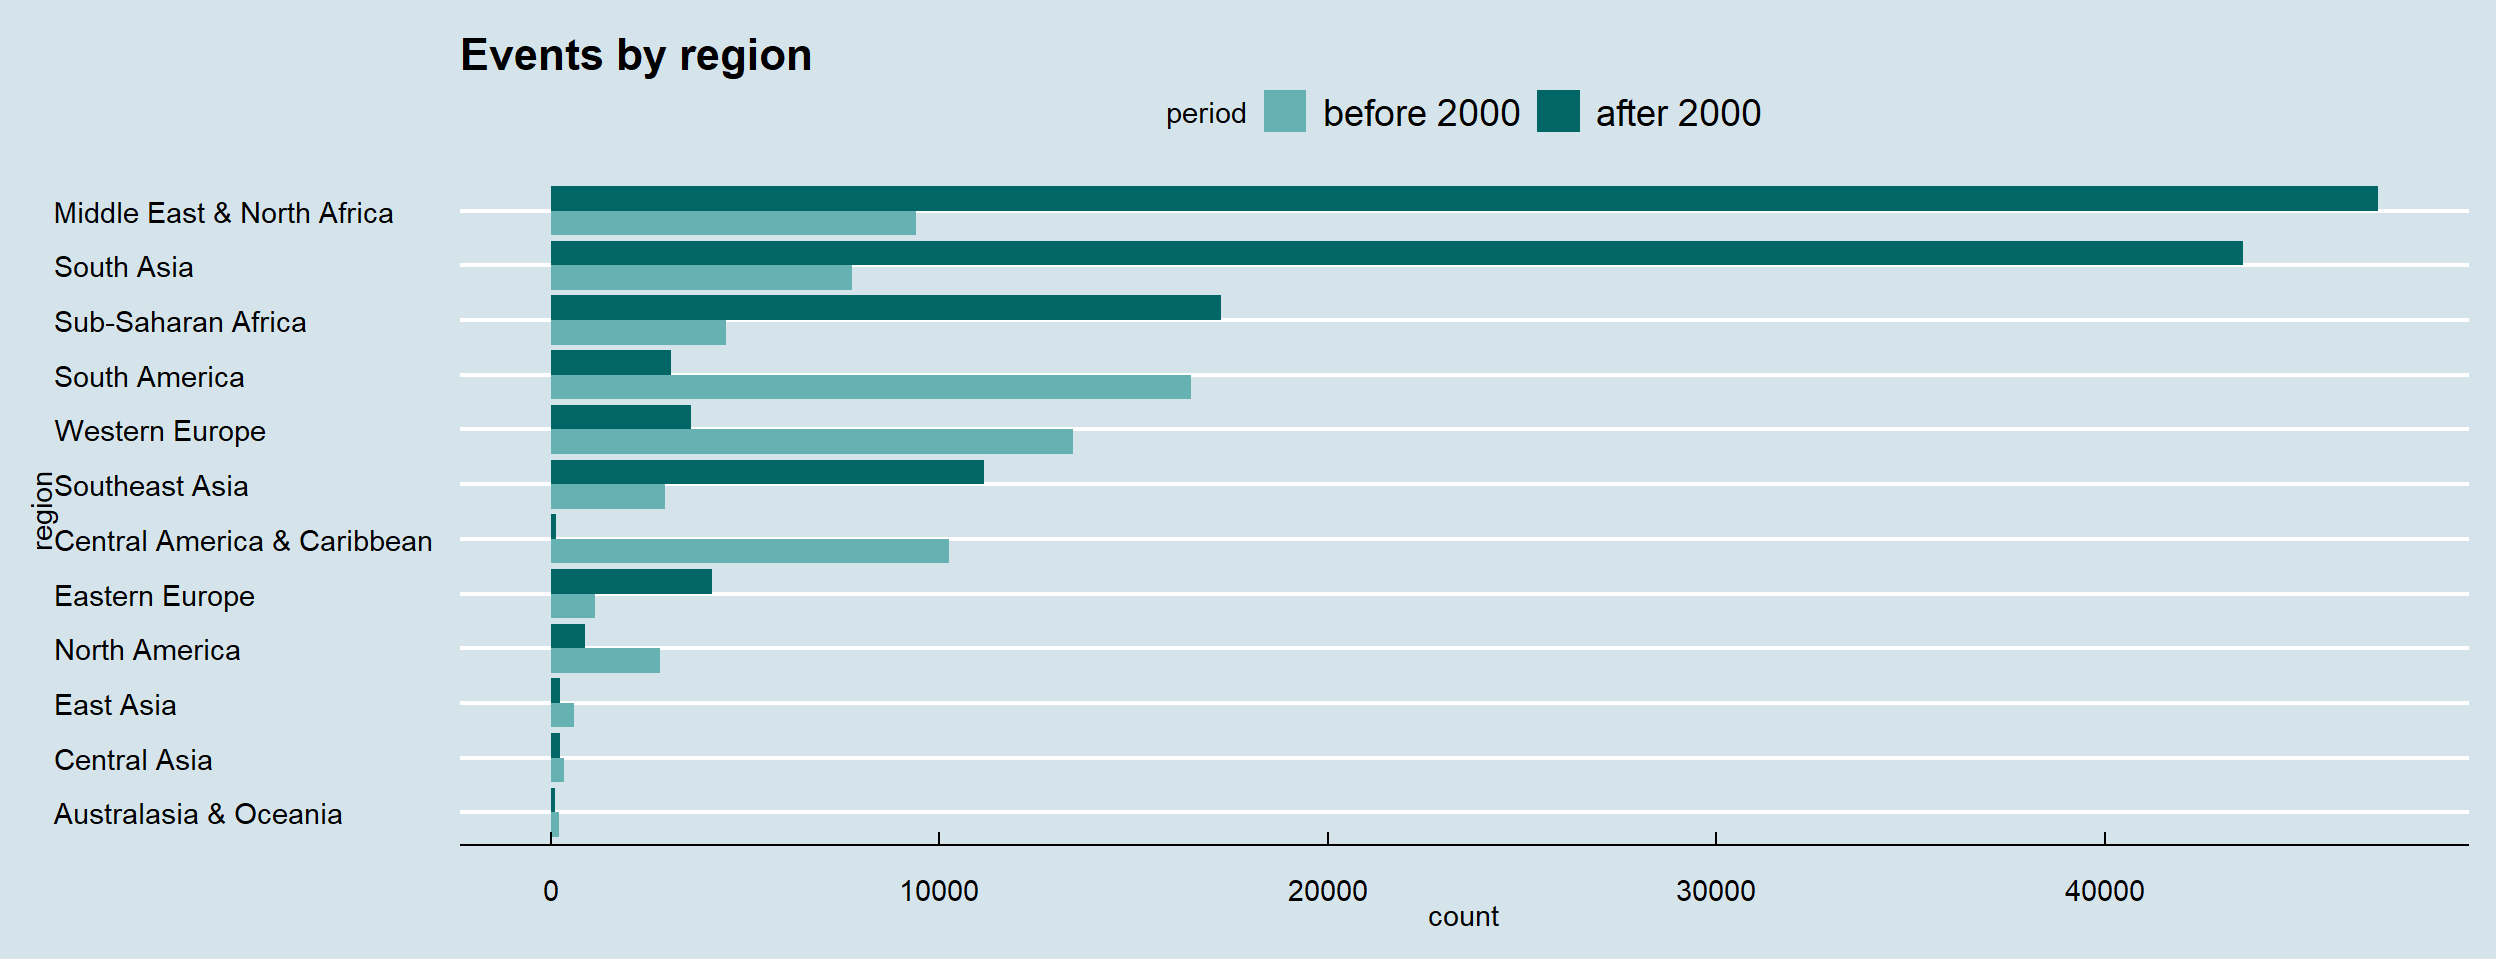 Events by region
period before 2000 after 2000
Middle East & North Africa
South Asia
Sub-Saharan Africa
South America
Western Europe
Southeast Asia
Central America & Caribbean
Eastern Europe
North America
East Asia
Central Asia
Australasia & Oceania
region
0 10000 20000 30000 40000
count